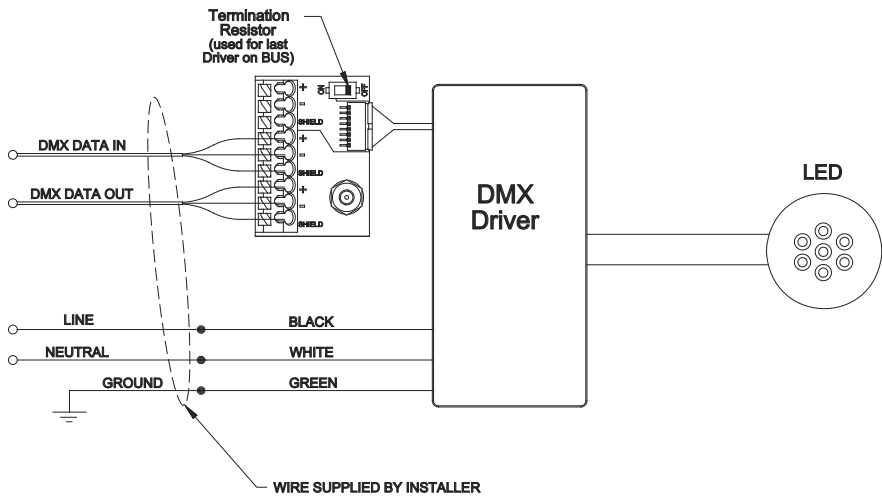 Termination
Resistor
(used for last
Driver on BUS)
ON
OFF
+
-
SHIELD
+
-
SHIELD
+
-
SHIELD
DMX DATA IN
DMX DATA OUT
DMX
Driver
LED
LINE
BLACK
NEUTRAL
WHITE
GROUND
GREEN
WIRE SUPPLIED BY INSTALLER